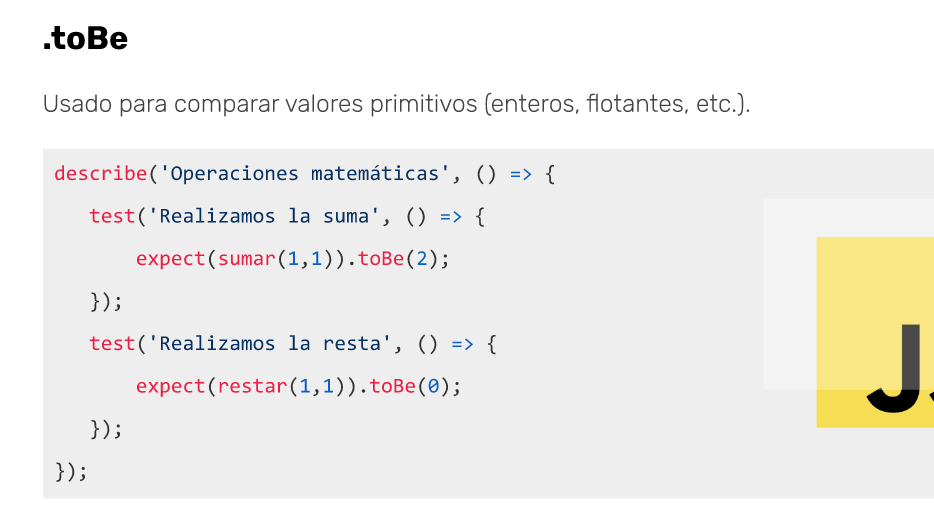 .toBe
Usado para comparar valores primitivos (enteros, flotantes, etc.).
describe('Operaciones matemáticas', () => {
test('Realizamos la suma', () => {
expect(sumar(1,1)).toBe(2);
});
test('Realizamos la resta', () => {
expect(restar(1,1)).toBe(0);
});
});